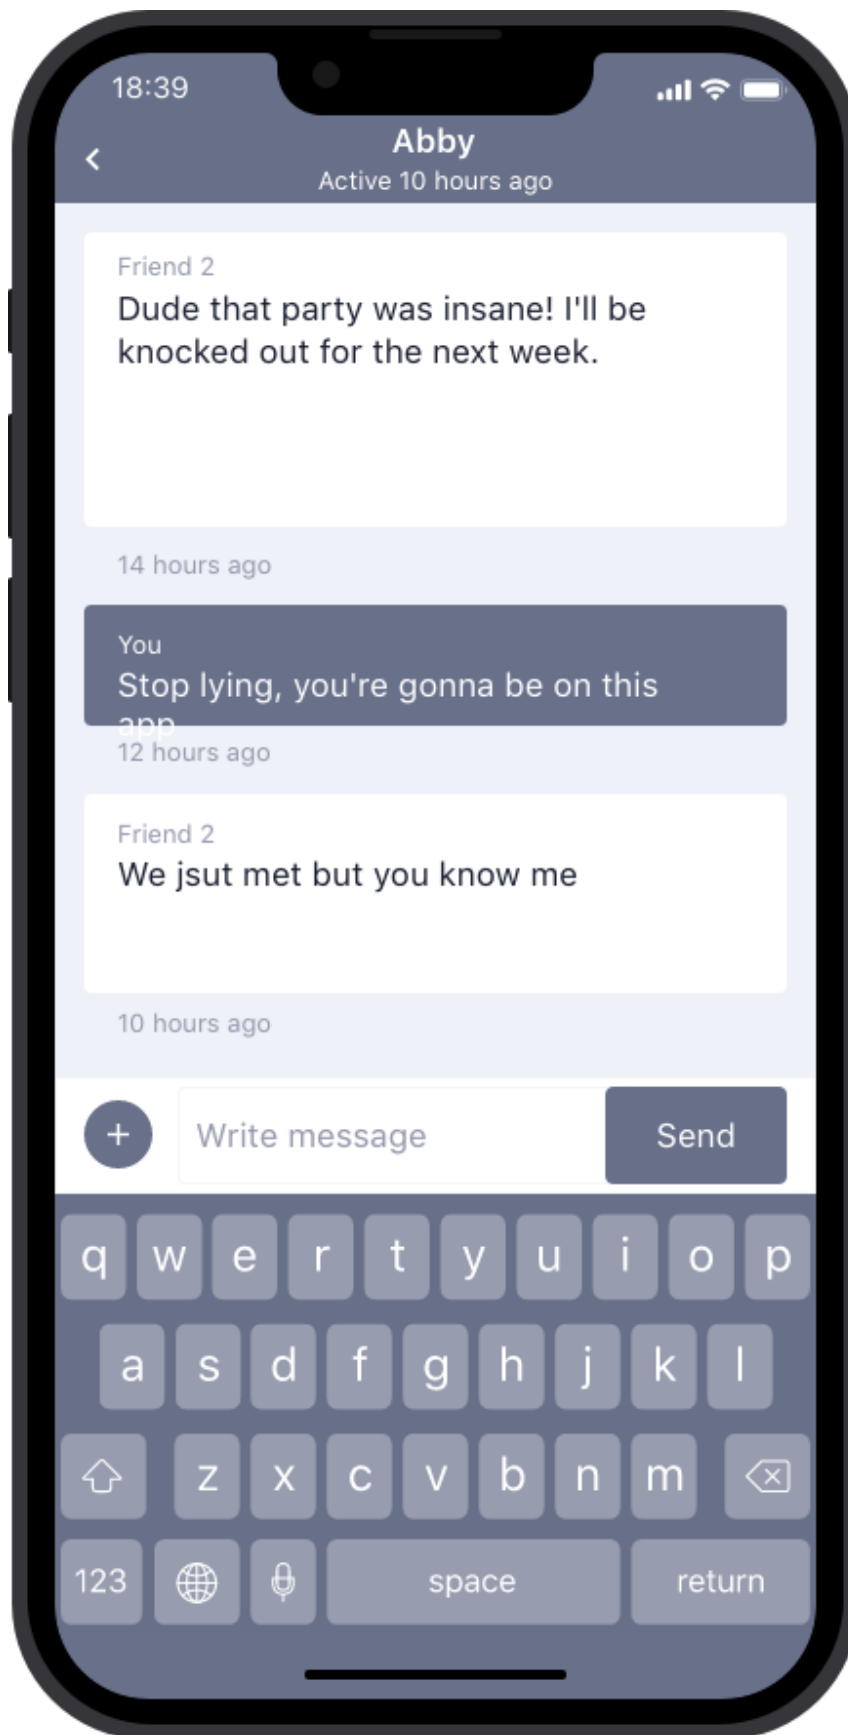 18:39
Abby
Active 10 hours ago
Friend 2
Dude that party was insane! I'll be
knocked out for the next week.
14 hours ago
You
Stop lying, you're gonna be on this
app
12 hours ago
Friend 2
We jsut met but you know me
10 hours ago
+ Write message Send
q w e r t y u i o p
a s d f g h j k l
z x c v b n m
123 space return